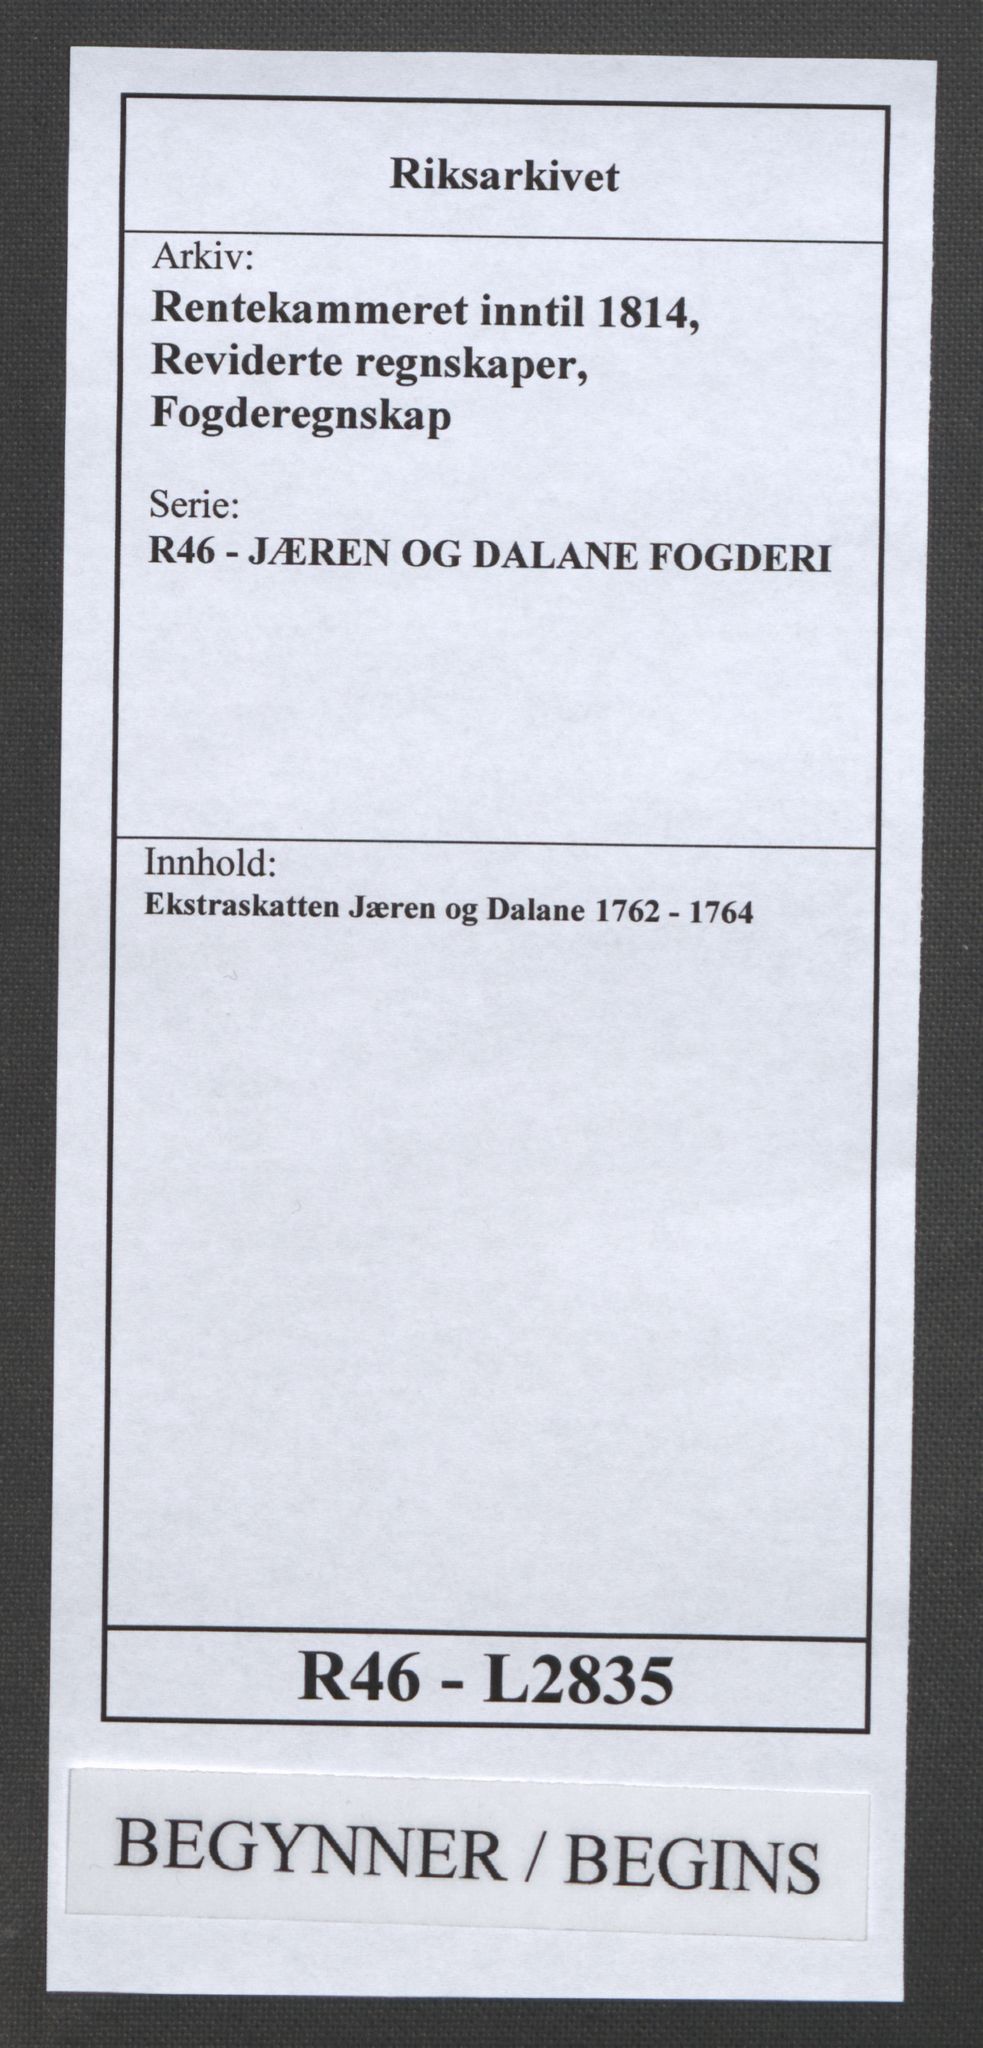 Riksarkivet
Arkiv:
Rentekammeret inntil 1814,
Reviderte regnskaper,
Fogderegnskap
Serie:
R46 - JÆREN OG DALANE FOGDERI
Innhold:
Ekstraskatten Jæren og Dalane 1762 - 1764
R46 - L2835
BEGYNNER / BEGINS